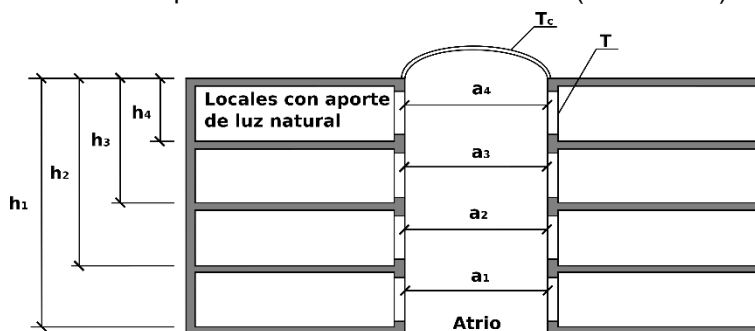 Tc
T
Locales con aporte
de luz natural
a4
h4
h3
a3
h2
h1
a2
a1
Atrio